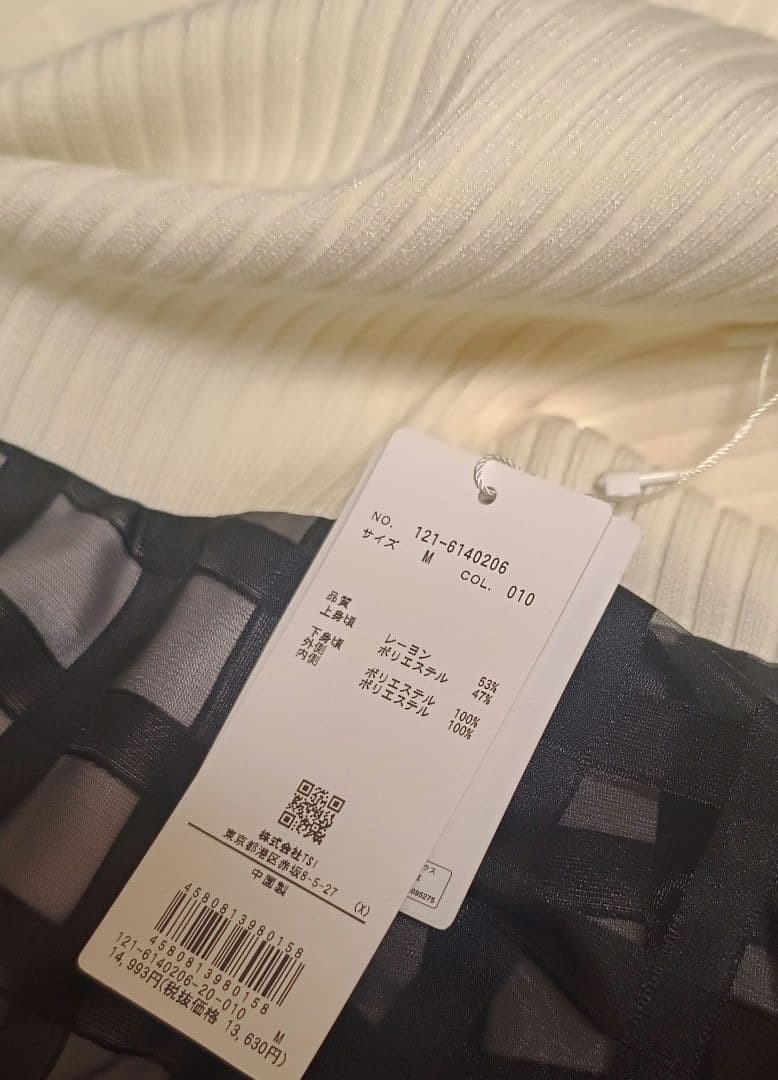 NO. 121-6140206
サイズ M COL. 010
品質
上身頃 レーヨン 53%
ポリエステル 47%
下身頃
外側 ポリエステル 100%
内側 ポリエステル 100%
株式会社TSI
東京都港区赤坂8-5-27
中国製 (X)
4580813980158
4580813980158
121-6140206-20-010 M
14,993円(税抜価格 13,630円)
ックス
095275